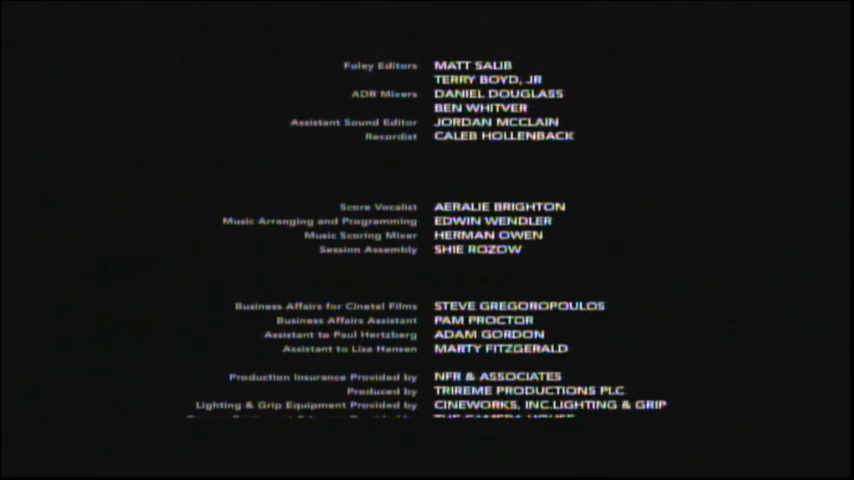 Foley Editors MATT SALIB
TERRY BOYD, JR
ADR Mixers DANIEL DOUGLASS
BEN WHITVER
Assistant Sound Editor JORDAN MCCLAIN
Recordist CALEB HOLLENBACK
Score Vocalist AERALIE BRIGHTON
Music Arranging and Programming EDWIN WENDLER
Music Scoring Mixer HERMAN OWEN
Session Assembly SHIE ROZOW
Business Affairs for Cinetel Films STEVE GREGOROPOULOS
Business Affairs Assistant PAM PROCTOR
Assistant to Paul Hertzberg ADAM GORDON
Assistant to Lisa Hansen MARTY FITZGERALD
Production Insurance Provided by NFR & ASSOCIATES
Produced by TRIREME PRODUCTIONS PLC
Lighting & Grip Equipment Provided by CINEWORKS, INC.LIGHTING & GRIP
THE CAMERA HOUSE